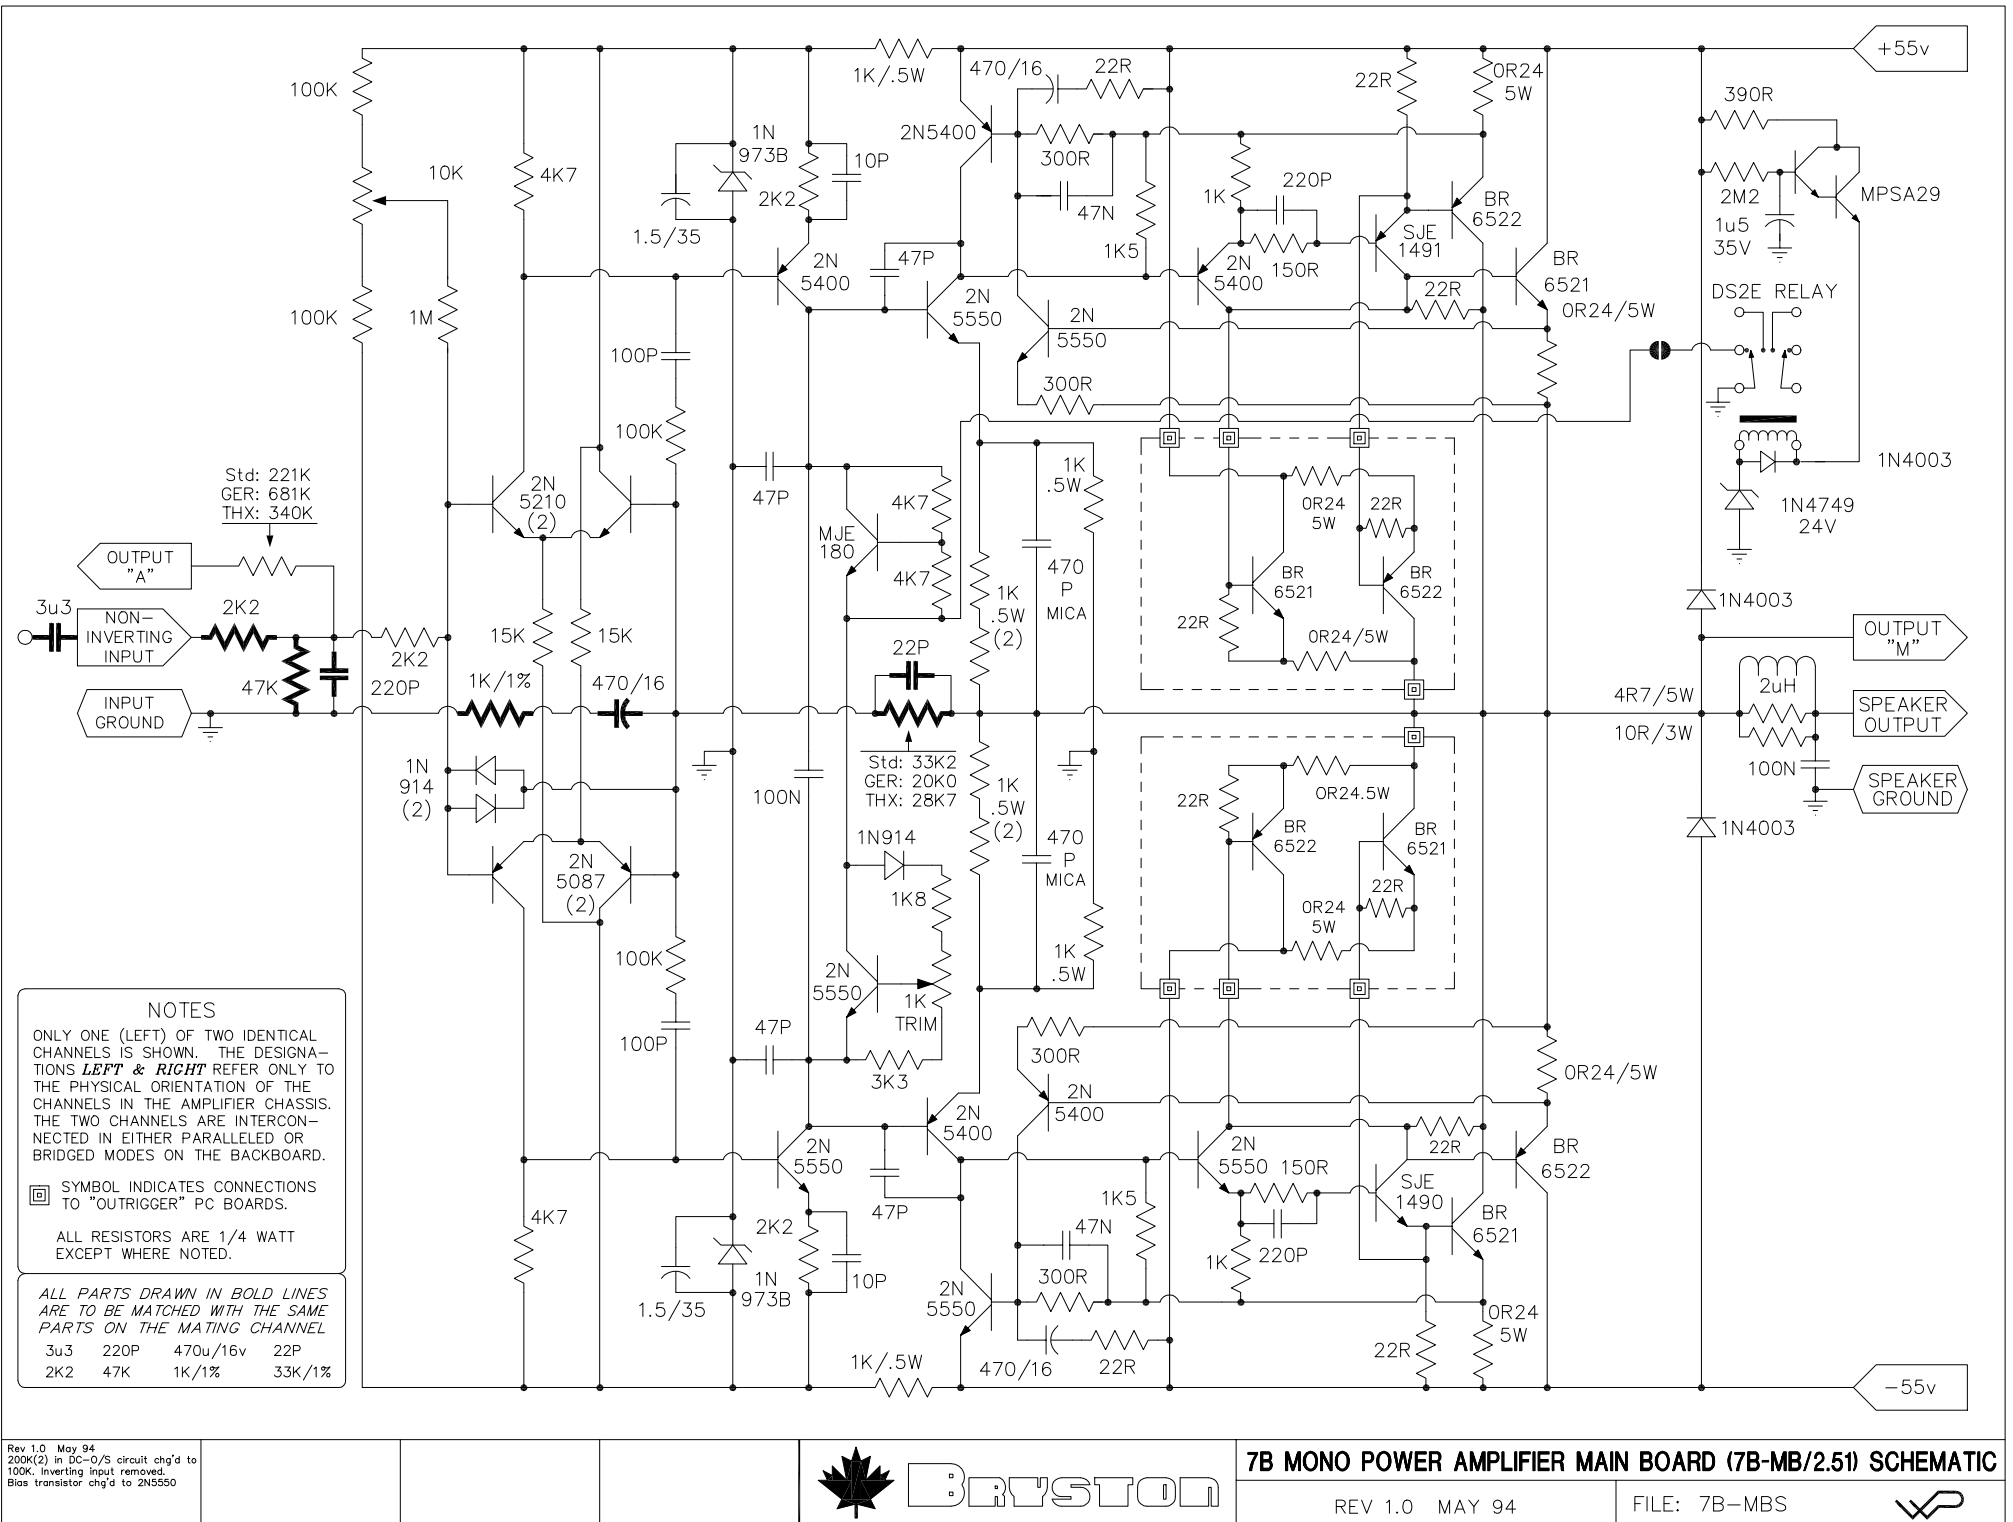 +55v
100K
1K/.5W
470/16
22R
22R
0R24
5W
390R
10K
4K7
1N
973B
10P
2N5400
300R
2K2
1.5/35
47N
1K
220P
BR
6522
2M2
MPSA29
1u5
35V
1K5
SJE
1491
2N
5400
47P
150R
2N
5400
BR
6521
22R
0R24/5W
DS2E RELAY
100K
1M
2N
5550
2N
5550
100P
300R
100K
1K
.5W
1N4003
Std: 221K
GER: 681K
THX: 340K
2N
5210
(2)
47P
4K7
MJE
180
0R24
5W
22R
1N4749
24V
OUTPUT
"A"
4K7
470
P
MICA
BR
6521
BR
6522
1K
.5W
(2)
1N4003
3u3
NON-
INVERTING
INPUT
2K2
15K
15K
22R
0R24/5W
OUTPUT
"M"
2K2
22P
47K
220P
1K/1%
470/16
2uH
4R7/5W
INPUT
GROUND
SPEAKER
OUTPUT
10R/3W
1N
914
(2)
Std: 33K2
GER: 20K0
THX: 28K7
100N
1K
.5W
(2)
22R
0R24.5W
100N
SPEAKER
GROUND
1N914
470
P
MICA
BR
6522
BR
6521
1N4003
2N
5087
(2)
1K8
22R
0R24
5W
100K
2N
5550
1K
TRIM
1K
.5W
NOTES
ONLY ONE (LEFT) OF TWO IDENTICAL
CHANNELS IS SHOWN. THE DESIGNA-
TIONS LEFT & RIGHT REFER ONLY TO
THE PHYSICAL ORIENTATION OF THE
CHANNELS IN THE AMPLIFIER CHASSIS.
THE TWO CHANNELS ARE INTERCON-
NECTED IN EITHER PARALLELED OR
BRIDGED MODES ON THE BACKBOARD.
SYMBOL INDICATES CONNECTIONS
TO "OUTRIGGER" PC BOARDS.
ALL RESISTORS ARE 1/4 WATT
EXCEPT WHERE NOTED.
ALL PARTS DRAWN IN BOLD LINES
ARE TO BE MATCHED WITH THE SAME
PARTS ON THE MATING CHANNEL
3u3 220P 470u/16v 22P
2K2 47K 1K/1% 33K/1%
100P
47P
3K3
300R
0R24/5W
2N
5400
2N
5400
2N
5550
2N
5550
150R
22R
BR
6522
SJE
1490
47P
1K5
4K7
2K2
47N
220P
BR
6521
1K
1N
973B
10P
1.5/35
300R
2N
5550
0R24
5W
1K/.5W
470/16
22R
22R
-55v
Rev 1.0 May 94
200K(2) in DC-O/S circuit chg'd to
100K. Inverting input removed.
Bias transistor chg'd to 2N5550
BRYSTON
7B MONO POWER AMPLIFIER MAIN BOARD (7B-MB/2.51) SCHEMATIC
REV 1.0 MAY 94
FILE: 7B-MBS